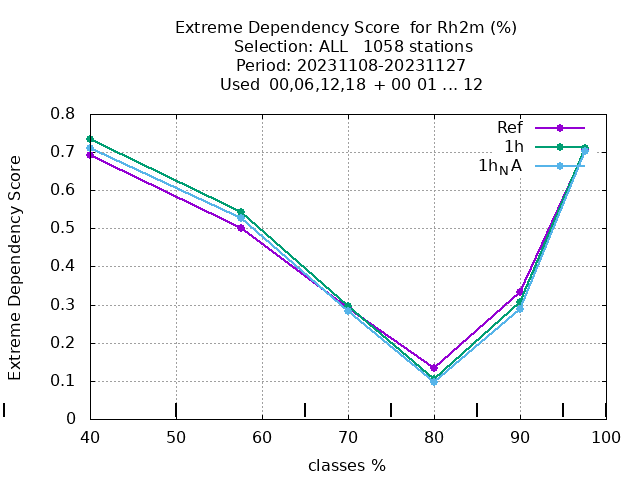 Extreme Dependency Score for Rh2m (%)
Selection: ALL 1058 stations
Period: 20231108-20231127
Used 00,06,12,18 + 00 01 ... 12
Extreme Dependency Score
0.8
0.7
0.6
0.5
0.4
0.3
0.2
0.1
0
Ref
1h
1hNA
40 50 60 70 80 90 100
classes %